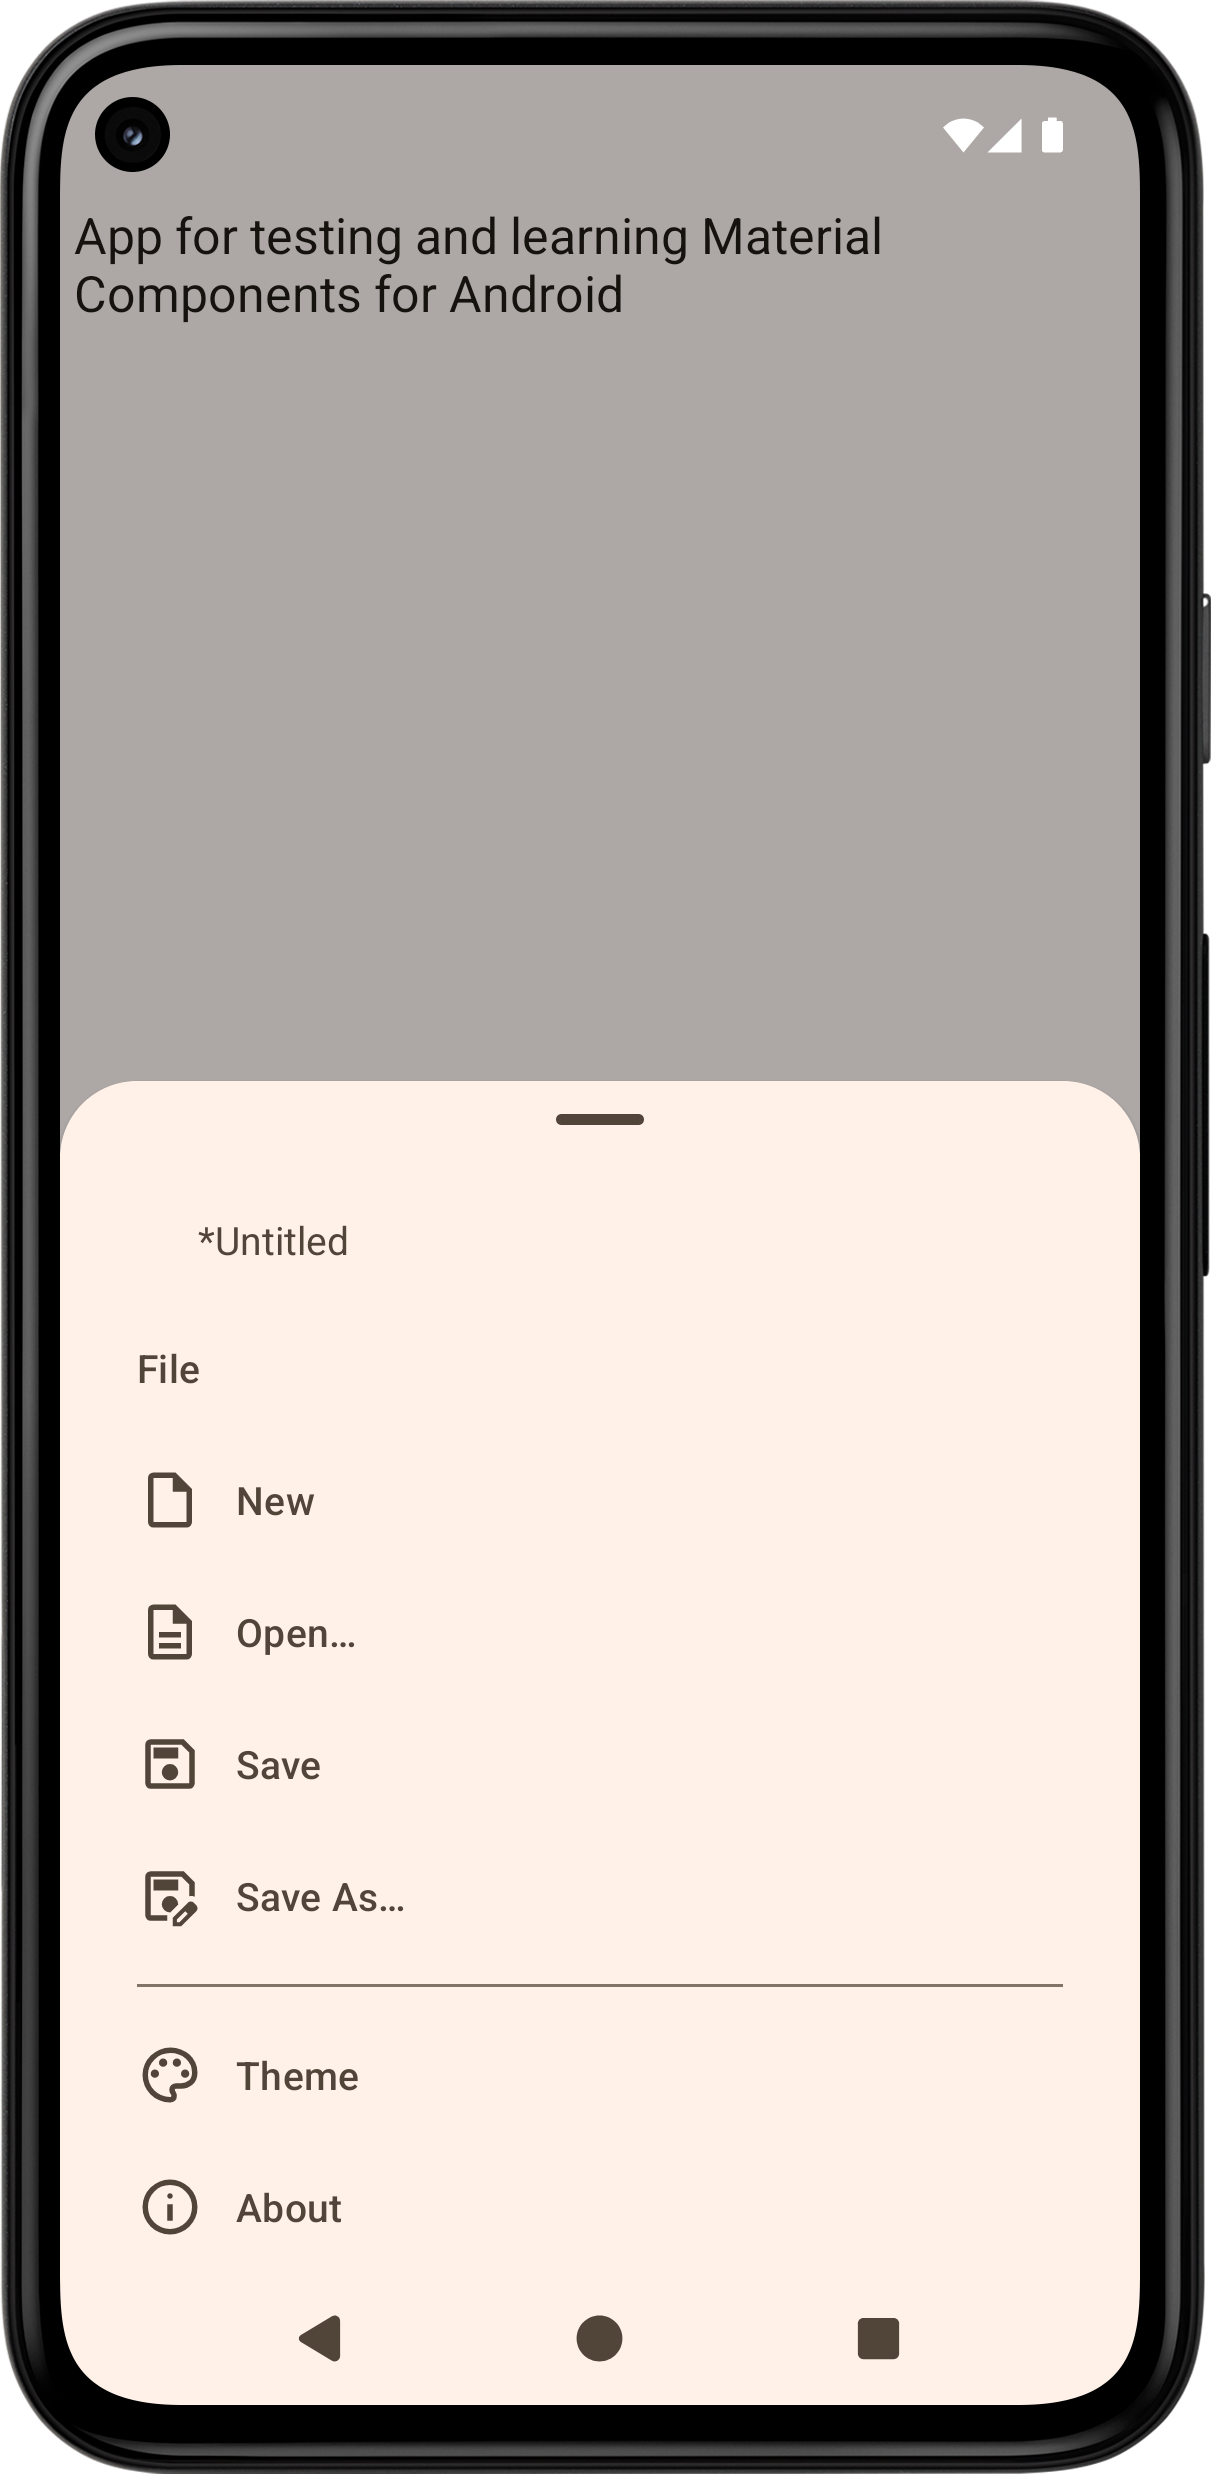 App for testing and learning Material
Components for Android
*Untitled
File
New
Open...
Save
Save As...
Theme
About